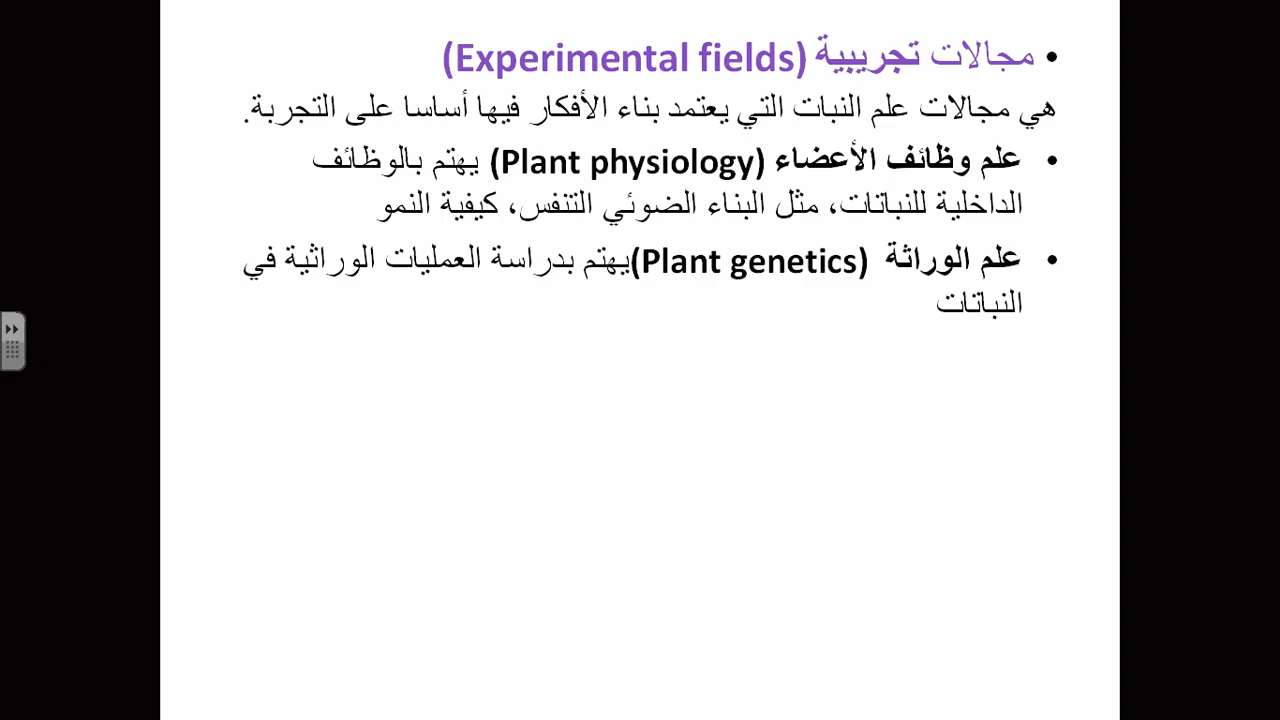 • مجالات تجريبية (Experimental fields)
هي مجالات علم النبات التي يعتمد بناء الأفكار فيها أساسا على التجربة.
• علم وظائف الأعضاء (Plant physiology) يهتم بالوظائف
الداخلية للنباتات، مثل البناء الضوئي التنفس، كيفية النمو
• علم الوراثة (Plant genetics)يهتم بدراسة العمليات الوراثية في
النباتات